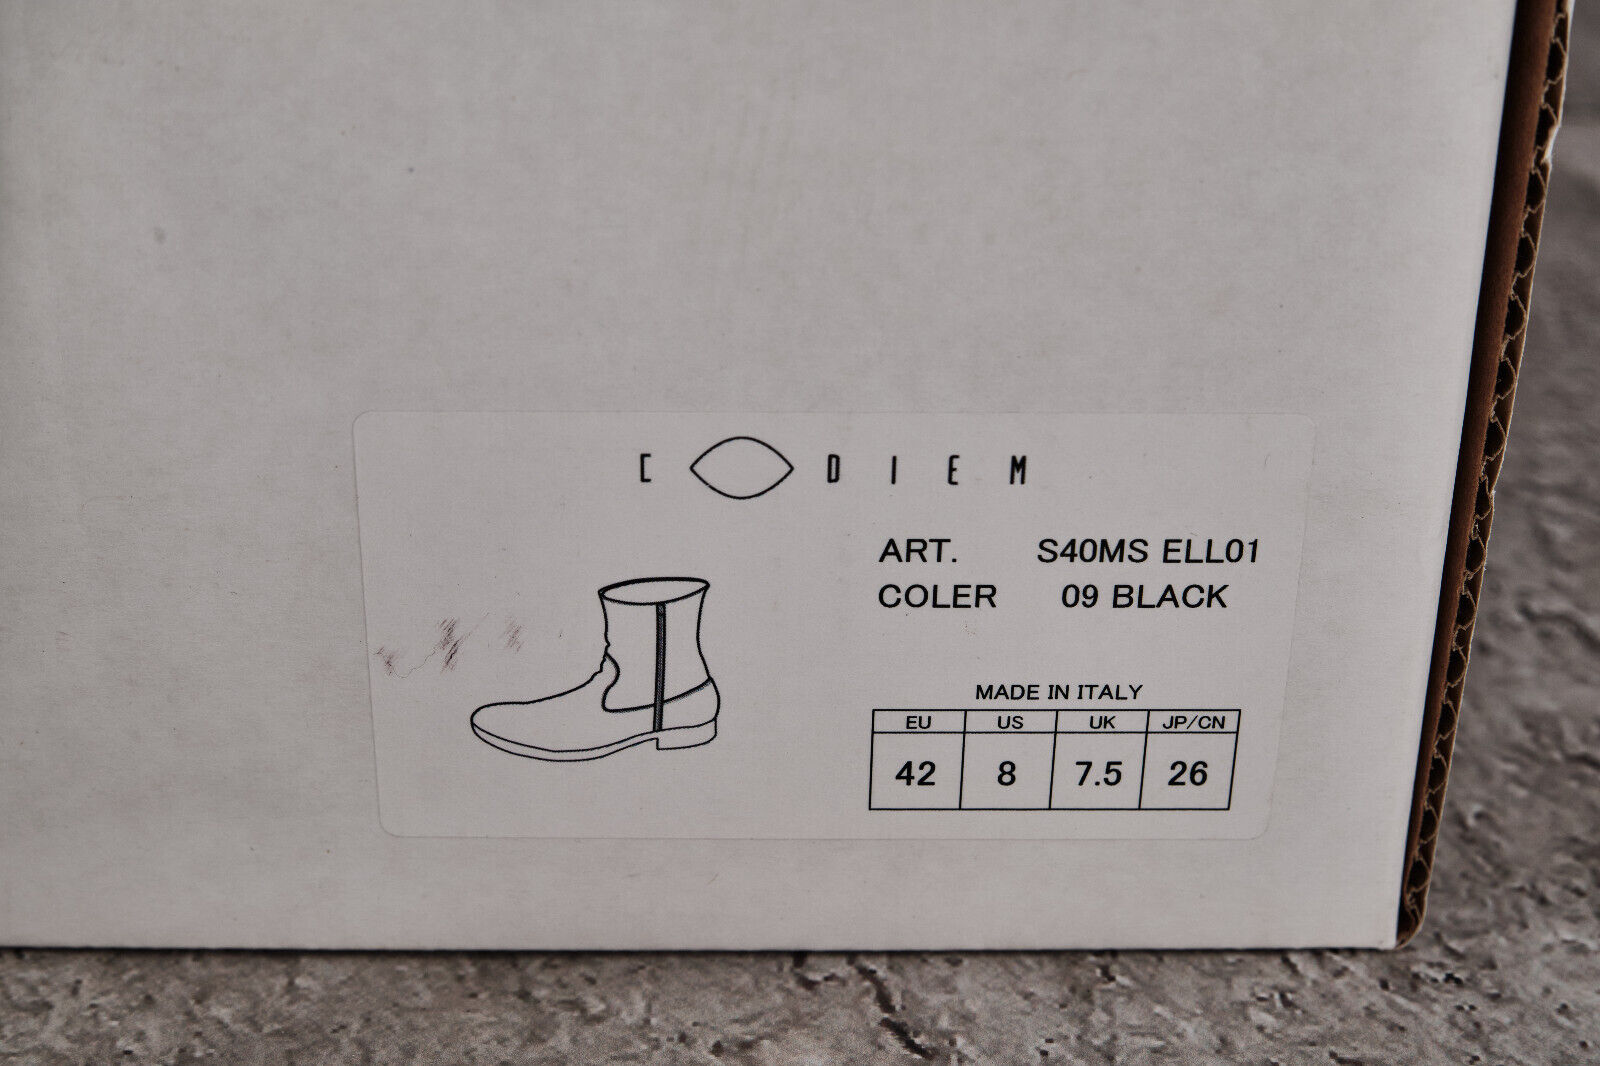 C DIEM
ART. S40MS ELL01
COLER 09 BLACK
MADE IN ITALY
EU US UK JP/CN
42 8 7.5 26